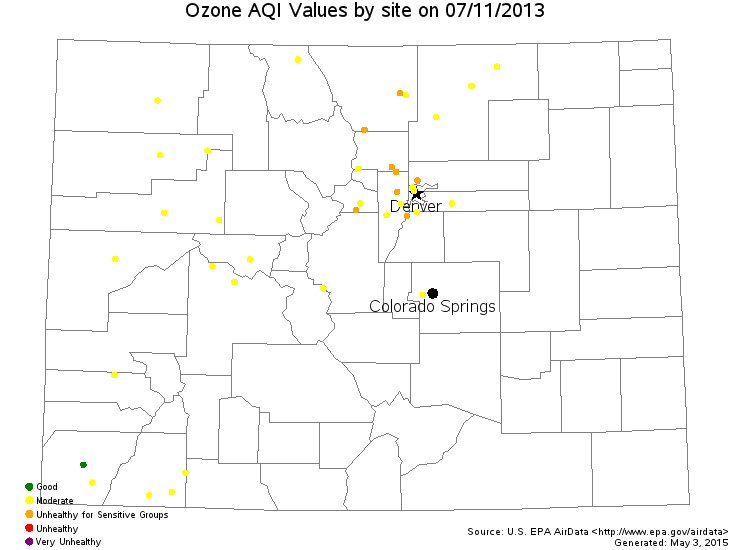 Ozone AQI Values by site on 07/11/2013
Denver
Colorado Springs
Good
Moderate
Unhealthy for Sensitive Groups
Unhealthy
Very Unhealthy
Source: U.S. EPA AirData <http://www.epa.gov/airdata>
Generated: May 3, 2015